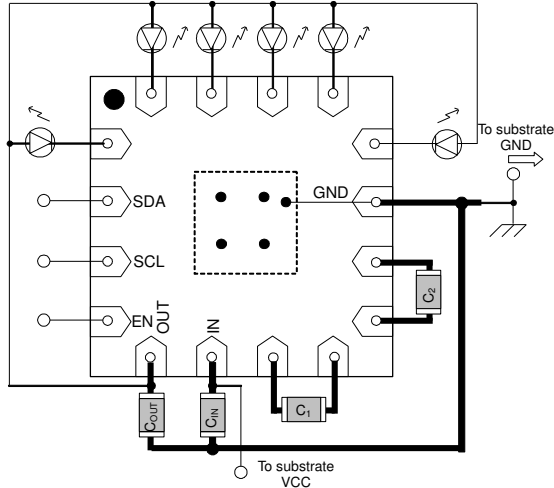 To substrate
GND
GND
SDA
SCL
EN
OUT
IN
C2
C1
COUT
CIN
To substrate
VCC